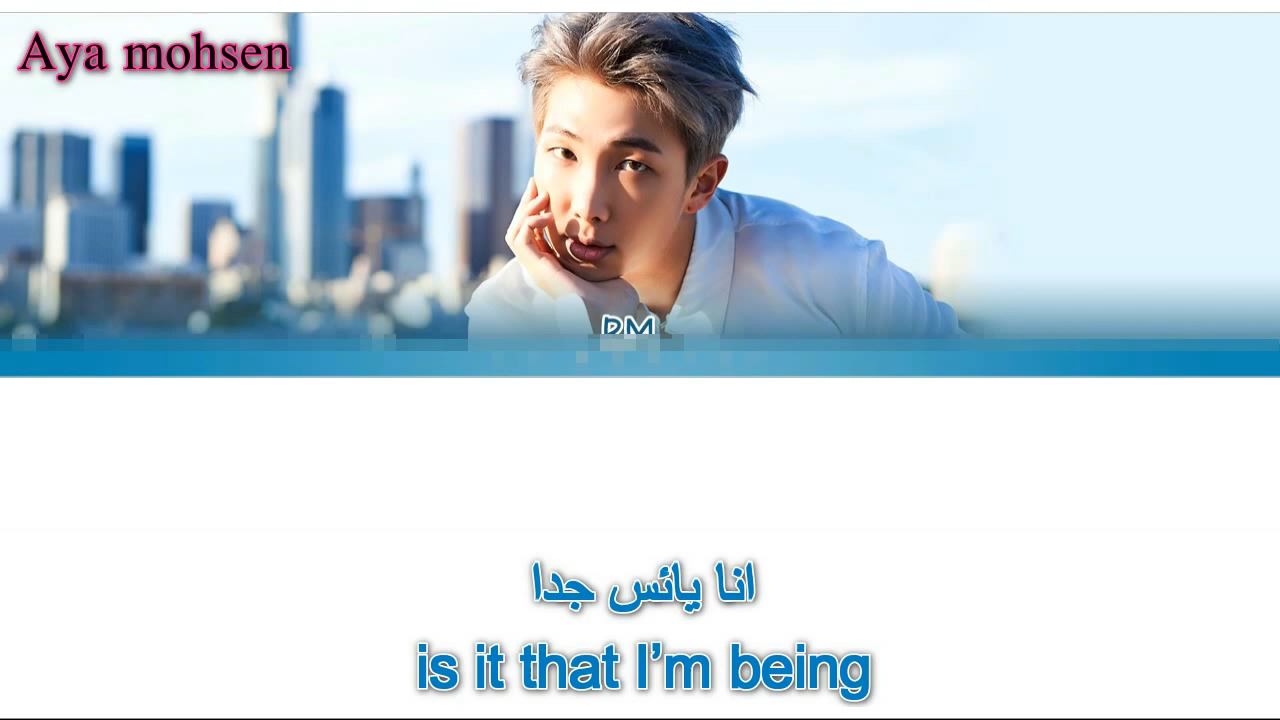 Aya mohsen
RM
انا يائس جدا
is it that I’m being